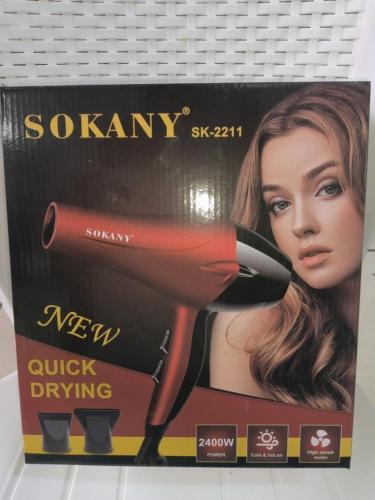 SOKANY® SK-2211
SOKANY
NEW
QUICK
DRYING
2400W
POWER
Cold & hot air
High speed
motor